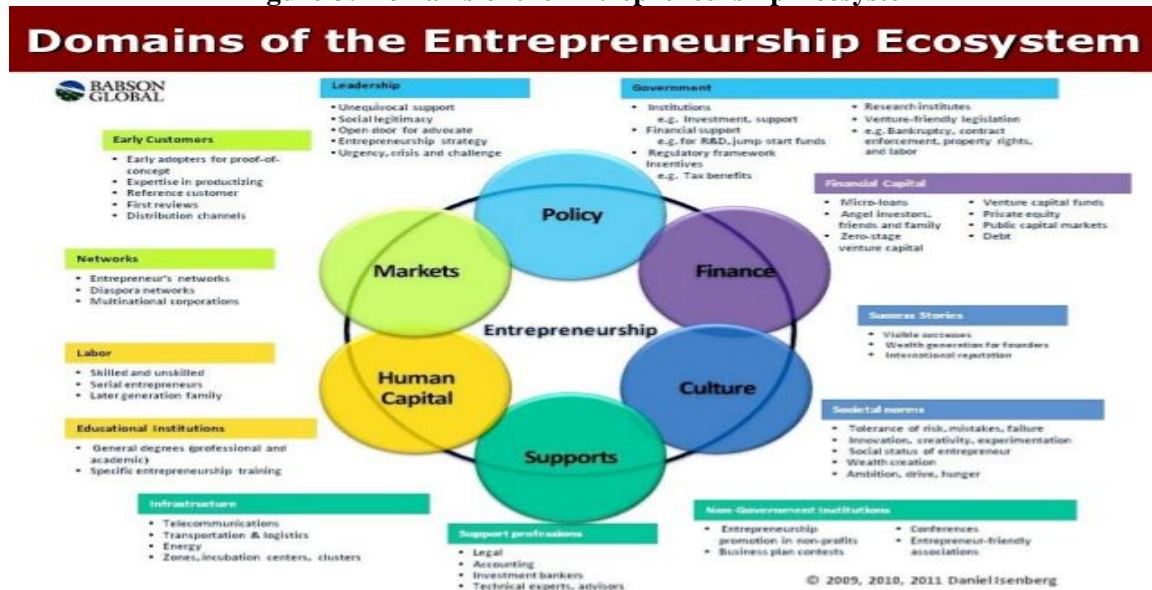 Domains of the Entrepreneurship Ecosystem
BABSON
GLOBAL
Leadership
• Unequivocal support
• Social legitimacy
• Open door for advocate
• Entrepreneurship strategy
• Urgency, crisis and challenge
Government
• Institutions
e.g. Investment, support
• Financial support
e.g. for R&D, jump-start funds
• Regulatory framework
Incentives
e.g. Tax benefits
• Research institutes
• Venture-friendly legislation
• e.g. Bankruptcy, contract
enforcement, property rights,
and labor
Early Customers
• Early adopters for proof-of-
concept
• Expertise in productizing
• Reference customer
• First reviews
• Distribution channels
Financial Capital
• Micro-loans
• Angel investors,
friends and family
• Zero-stage
venture capital
• Venture capital funds
• Private equity
• Public capital markets
• Debt
Networks
• Entrepreneur's networks
• Diaspora networks
• Multinational corporations
Policy
Markets
Finance
Entrepreneurship
Human
Capital
Culture
Supports
Success Stories
• Visible successes
• Wealth generation for founders
• International reputation
Labor
• Skilled and unskilled
• Serial entrepreneurs
• Later generation family
Societal norms
• Tolerance of risk, mistakes, failure
• Innovation, creativity, experimentation
• Social status of entrepreneur
• Wealth creation
• Ambition, drive, hunger
Educational Institutions
• General degrees (professional and
academic)
• Specific entrepreneurship training
Infrastructure
• Telecommunications
• Transportation & logistics
• Energy
• Zones, incubation centers, clusters
Support professions
• Legal
• Accounting
• Investment bankers
• Technical experts, advisors
Non-Government Institutions
• Entrepreneurship
promotion in non-profits
• Business plan contests
• Conferences
• Entrepreneur-friendly
associations
© 2009, 2010, 2011 Daniel Isenberg